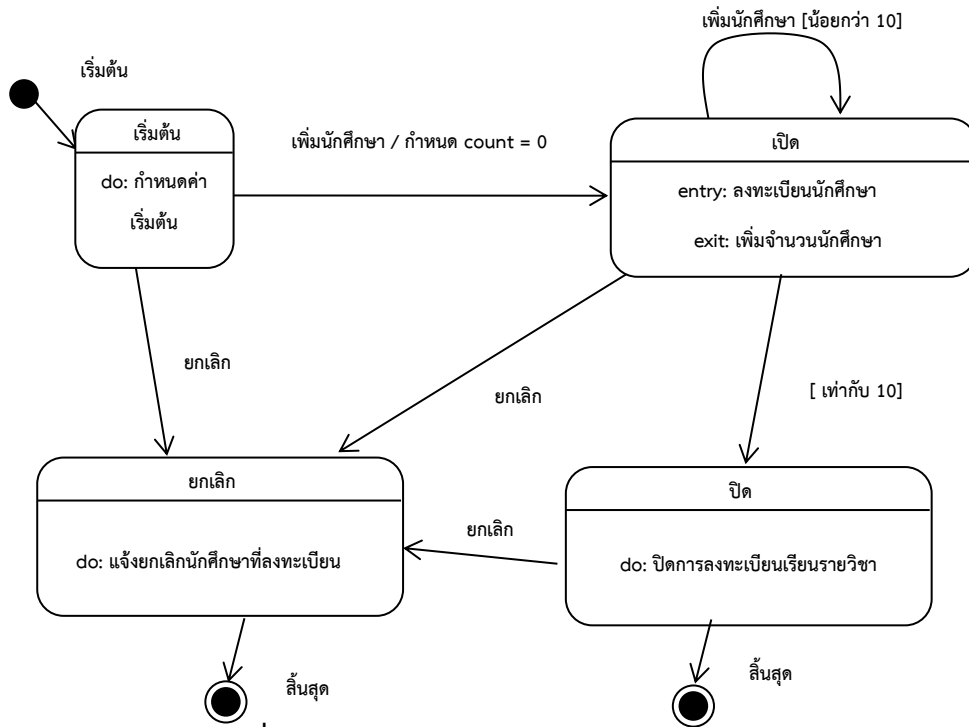 เพิ่มนักศึกษา [น้อยกว่า 10]
เริ่มต้น
เริ่มต้น
do: กำหนดค่า
เริ่มต้น
เพิ่มนักศึกษา / กำหนด count = 0
เปิด
entry: ลงทะเบียนนักศึกษา
exit: เพิ่มจำนวนนักศึกษา
ยกเลิก
ยกเลิก
[ เท่ากับ 10]
ยกเลิก
do: แจ้งยกเลิกนักศึกษาที่ลงทะเบียน
ยกเลิก
ปิด
do: ปิดการลงทะเบียนเรียนรายวิชา
สิ้นสุด
สิ้นสุด